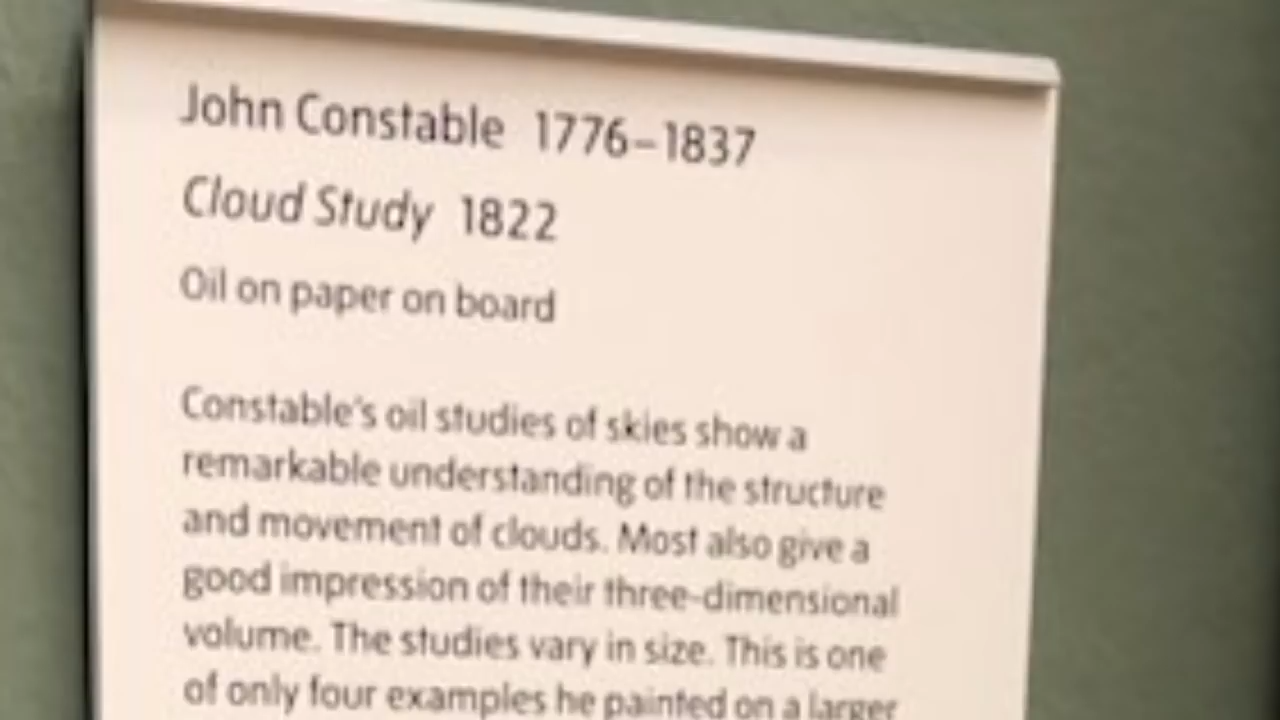 John Constable 1776–1837
Cloud Study 1822
Oil on paper on board
Constable's oil studies of skies show a
remarkable understanding of the structure
and movement of clouds. Most also give a
good impression of their three-dimensional
volume. The studies vary in size. This is one
of only four examples he painted on a larger